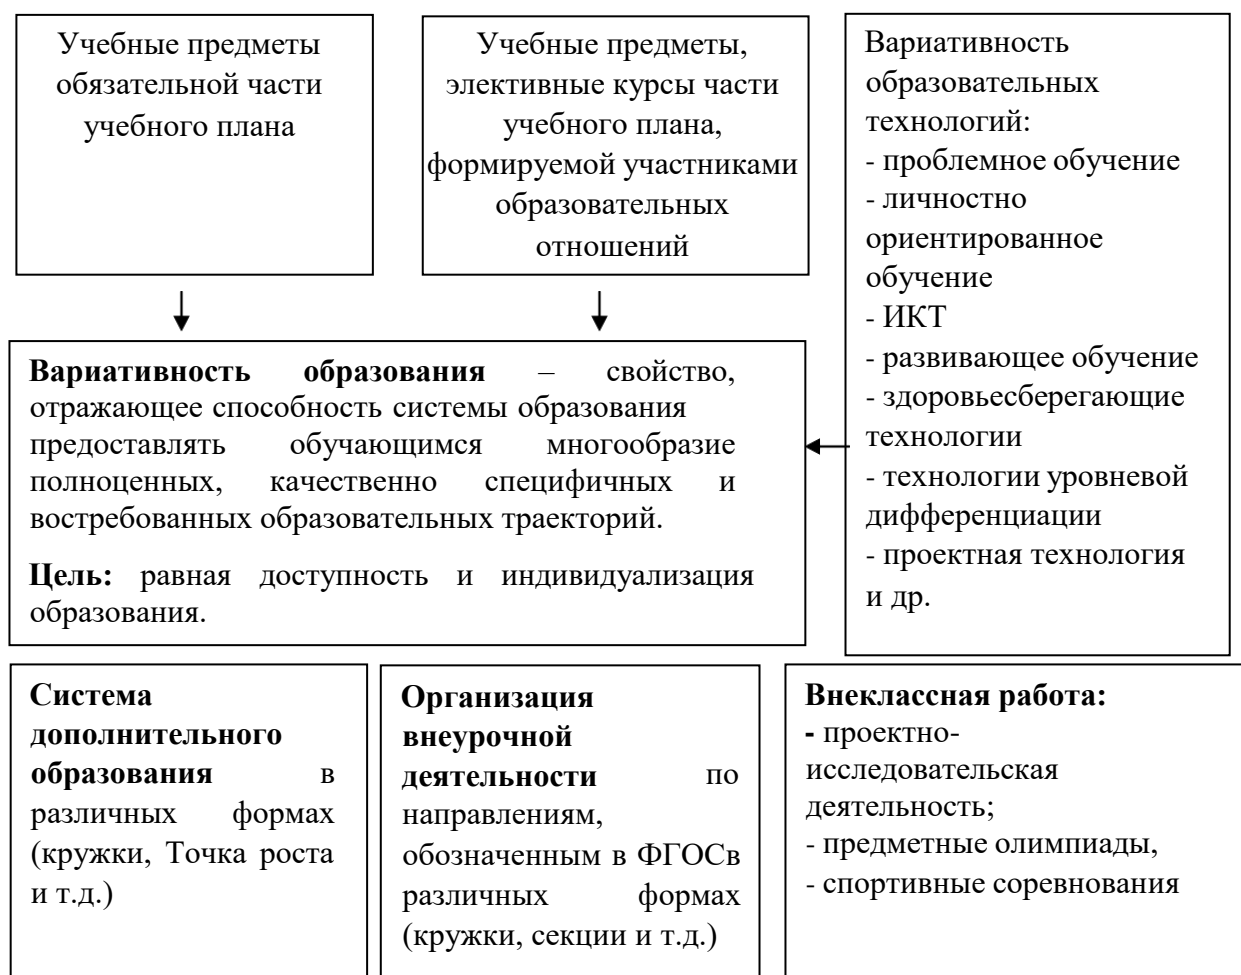 Учебные предметы
обязательной части
учебного плана
Учебные предметы,
элективные курсы части
учебного плана,
формируемой участниками
образовательных
отношений
Вариативность
образовательных
технологий:
- проблемное обучение
- личностно
ориентированное
обучение
- ИКТ
- развивающее обучение
- здоровьесберегающие
технологии
- технологии уровневой
дифференциации
- проектная технология
и др.
Вариативность образования – свойство,
отражающее способность системы образования
предоставлять обучающимся многообразие
полноценных, качественно специфичных и
востребованных образовательных траекторий.
Цель: равная доступность и индивидуализация
образования.
Система
дополнительного
образования в
различных формах
(кружки, Точка роста
и т.д.)
Организация
внеурочной
деятельности по
направлениям,
обозначенным в ФГОСв
различных формах
(кружки, секции и т.д.)
Внеклассная работа:
- проектно-
исследовательская
деятельность;
- предметные олимпиады,
- спортивные соревнования